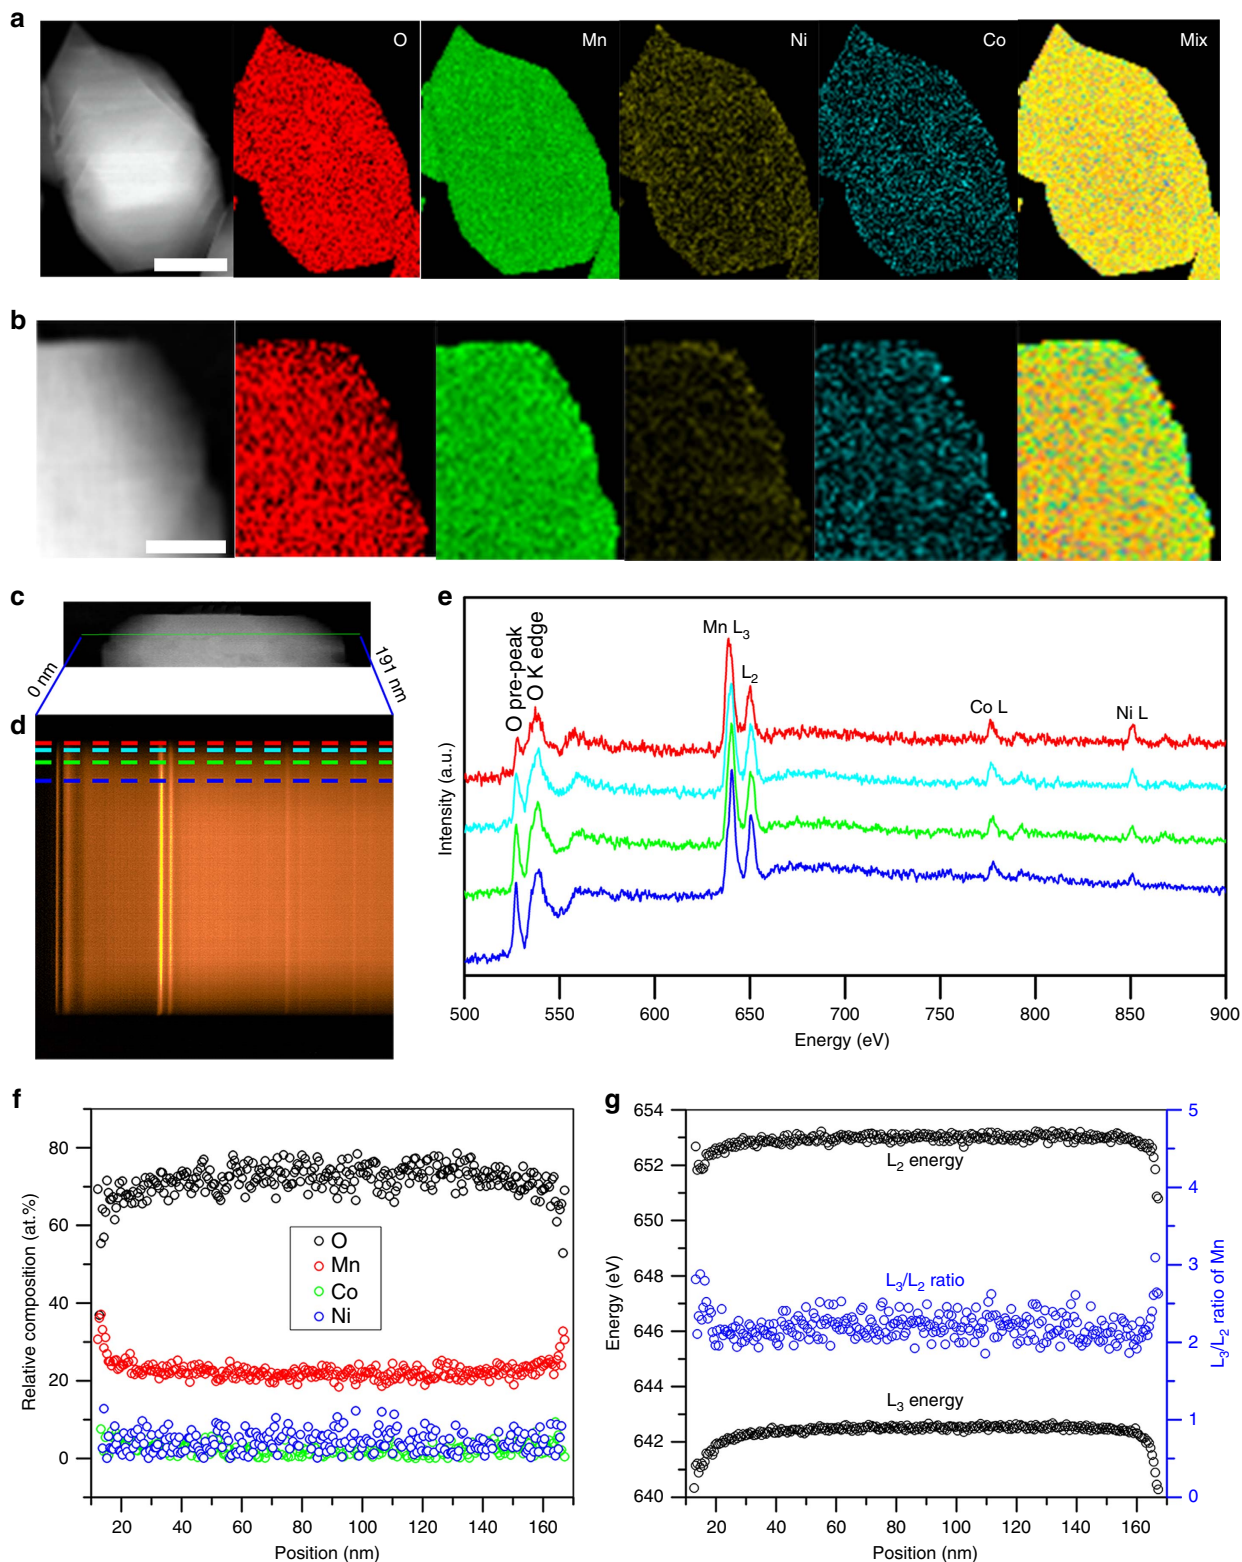 a
O
Mn
Ni
Co
Mix
b
c
0 nm
191 nm
d
e
O pre-peak
O K edge
Mn L3
L2
Co L
Ni L
Intensity (a.u.)
500
550
600
650
700
750
800
850
900
Energy (eV)
f
80
60
40
20
0
Relative composition (at.%)
O
Mn
Co
Ni
20
40
60
80
100
120
140
160
Position (nm)
g
654
652
650
648
646
644
642
640
Energy (eV)
L2 energy
L3/L2 ratio
L3 energy
5
4
3
2
1
0
L3/L2 ratio of Mn
20
40
60
80
100
120
140
160
Position (nm)